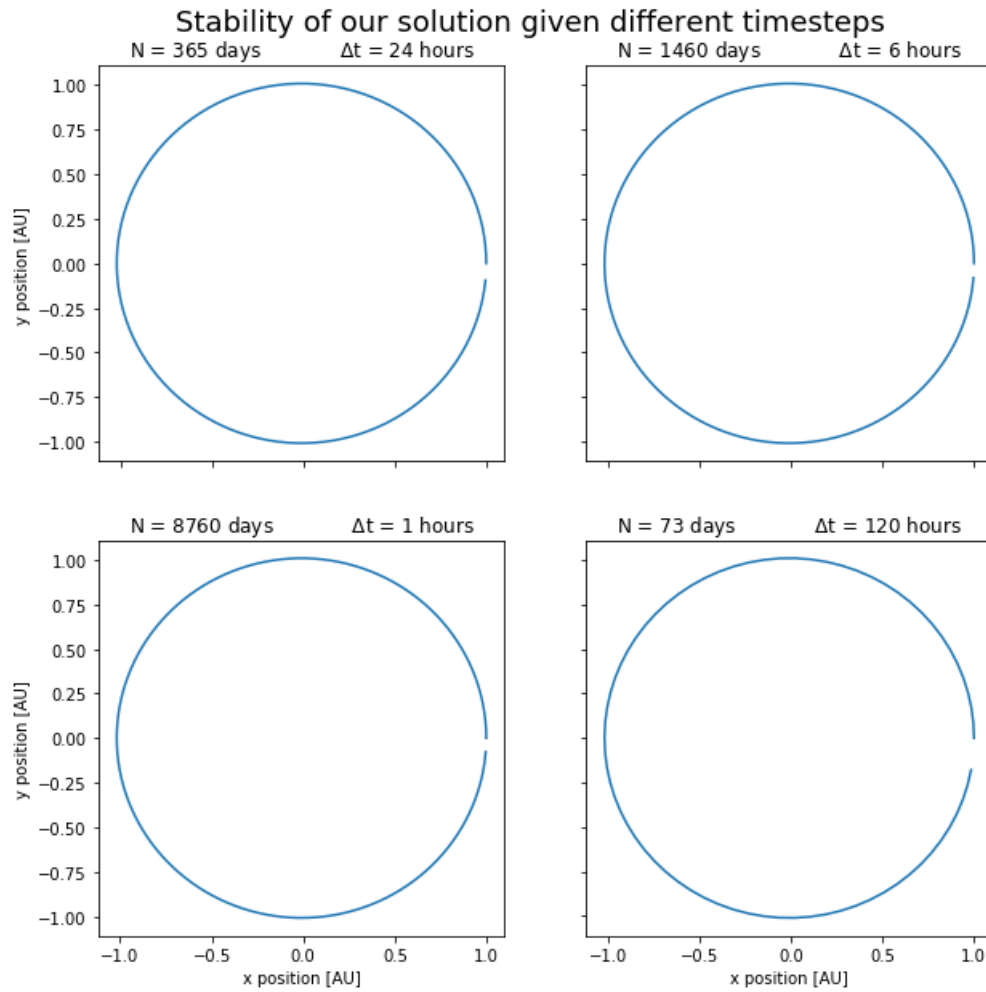 Stability of our solution given different timesteps
N = 365 days Δt = 24 hours
N = 1460 days Δt = 6 hours
1.00
0.75
0.50
0.25
0.00
−0.25
−0.50
−0.75
−1.00
y position [AU]
N = 8760 days Δt = 1 hours
N = 73 days Δt = 120 hours
1.00
0.75
0.50
0.25
0.00
−0.25
−0.50
−0.75
−1.00
y position [AU]
−1.0 −0.5 0.0 0.5 1.0
x position [AU]
−1.0 −0.5 0.0 0.5 1.0
x position [AU]